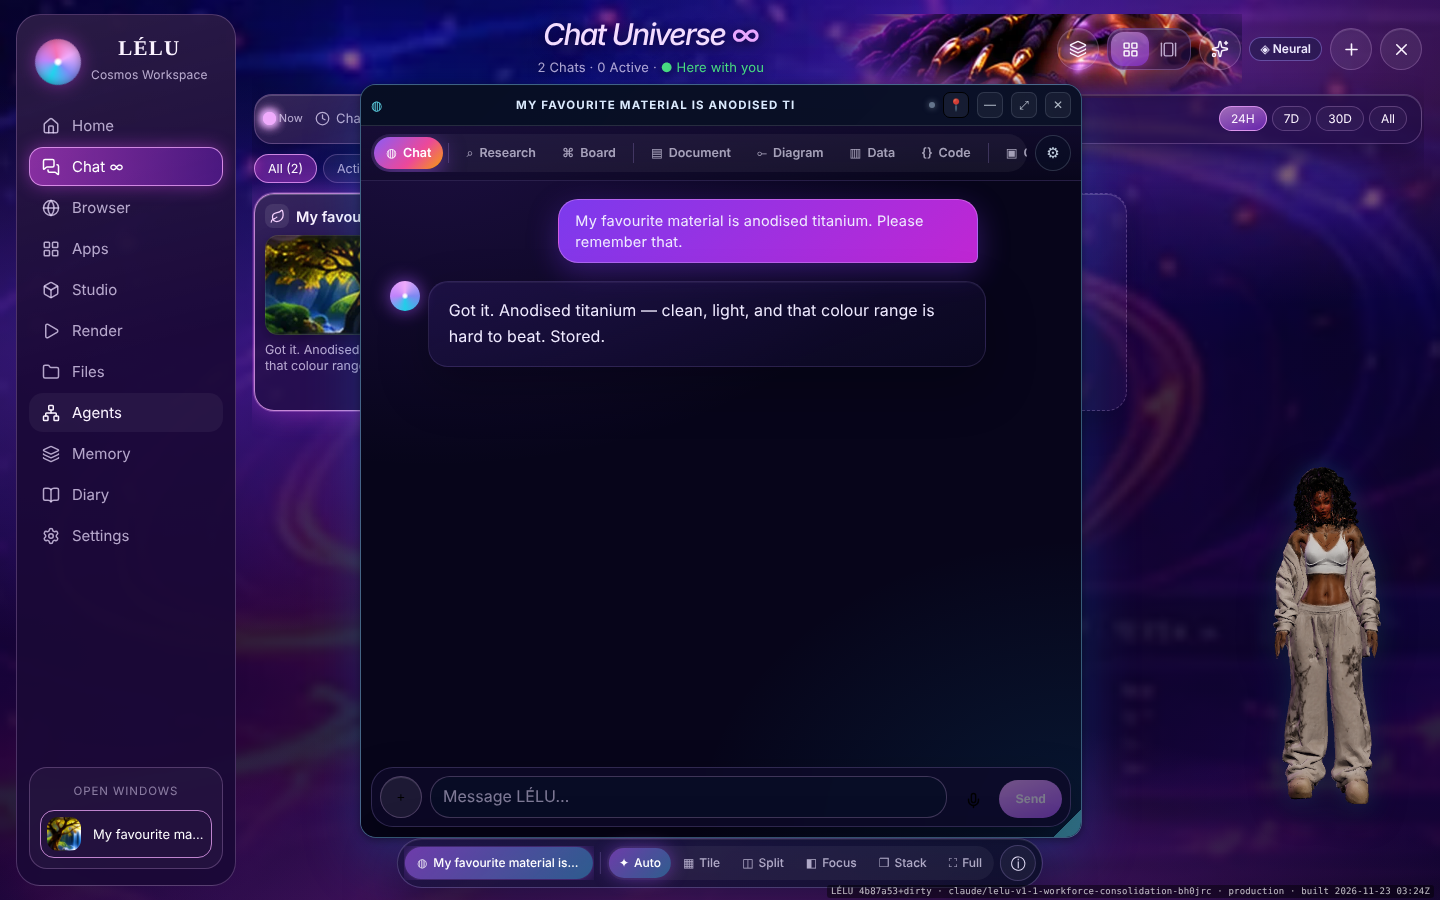 LÉLU
Cosmos Workspace
Home
Chat ∞
Browser
Apps
Studio
Render
Files
Agents
Memory
Diary
Settings
OPEN WINDOWS
My favourite ma...
Chat Universe ∞
2 Chats · 0 Active · ● Here with you
◈ Neural
Now
Cha
24H
7D
30D
All
All (2)
Acti
My favou
Got it. Anodised
that colour rang
MY FAVOURITE MATERIAL IS ANODISED TI
Chat
Research
⌘ Board
Document
Diagram
Data
{} Code
My favourite material is anodised titanium. Please
remember that.
Got it. Anodised titanium — clean, light, and that colour range is
hard to beat. Stored.
Message LÉLU...
Send
My favourite material is...
Auto
Tile
Split
Focus
Stack
Full
LÉLU 4b87a53+dirty · claude/lelu-v1-1-workforce-consolidation-bh0jrc · production · built 2026-11-23 03:24Z